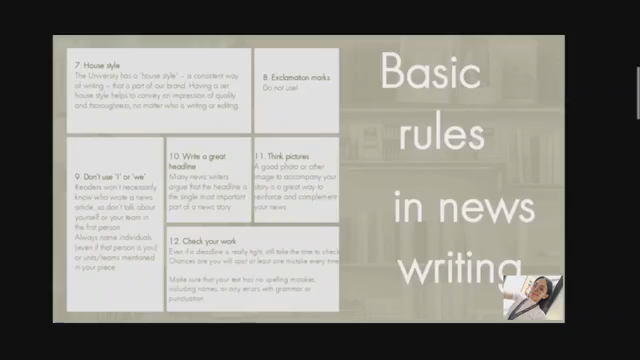 7. House style
The University has a 'house style' – a consistent way
of writing – that is a part of our brand. Having a set
house style helps to convey an impression of quality
and thoroughness, no matter who is writing or editing.
8. Exclamation marks
Do not use!
Basic
rules
in news
writing
9. Don't use 'I' or 'we'
Readers won't necessarily
know who wrote a news
article, so don't talk about
yourself or your team in
the first person.
Always name individuals
(even if that person is you)
or units/teams mentioned
in your piece
10. Write a great
headline
Many news writers
argue that the headline is
the single most important
part of a news story
11. Think pictures
A good photo or other
image to accompany your
story is a great way to
reinforce and complement
your news
12. Check your work
Even if a deadline is really tight, still take the time to check
Chances are you will spot at least one mistake every time
Make sure that your text has no spelling mistakes,
including names, or any errors with grammar or
punctuation.